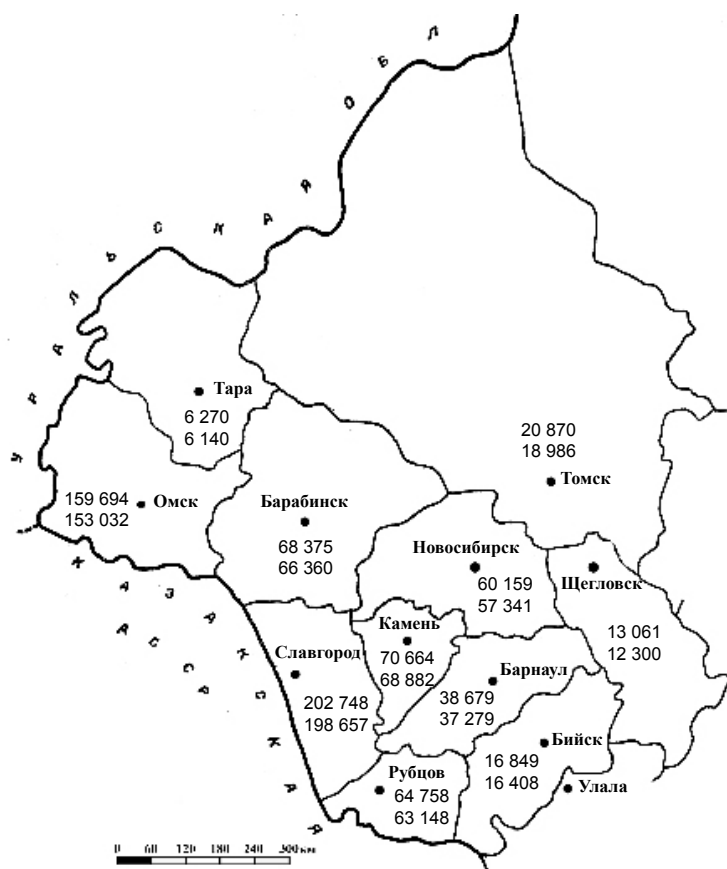 УРАЛЬСКАЯ ОБЛ
Тара
6 270
6 140
20 870
18 986
Томск
159 694
153 032
Омск
Барабинск
68 375
66 360
Новосибирск
60 159
57 341
Щегловск
13 061
12 300
КАЗАКСКАЯ
АССР
Камень
70 664
68 882
Славгород
202 748
198 657
Барнаул
38 679
37 279
Бийск
16 849
16 408
Рубцов
64 758
63 148
Улала
0 60 120 180 240 300 км